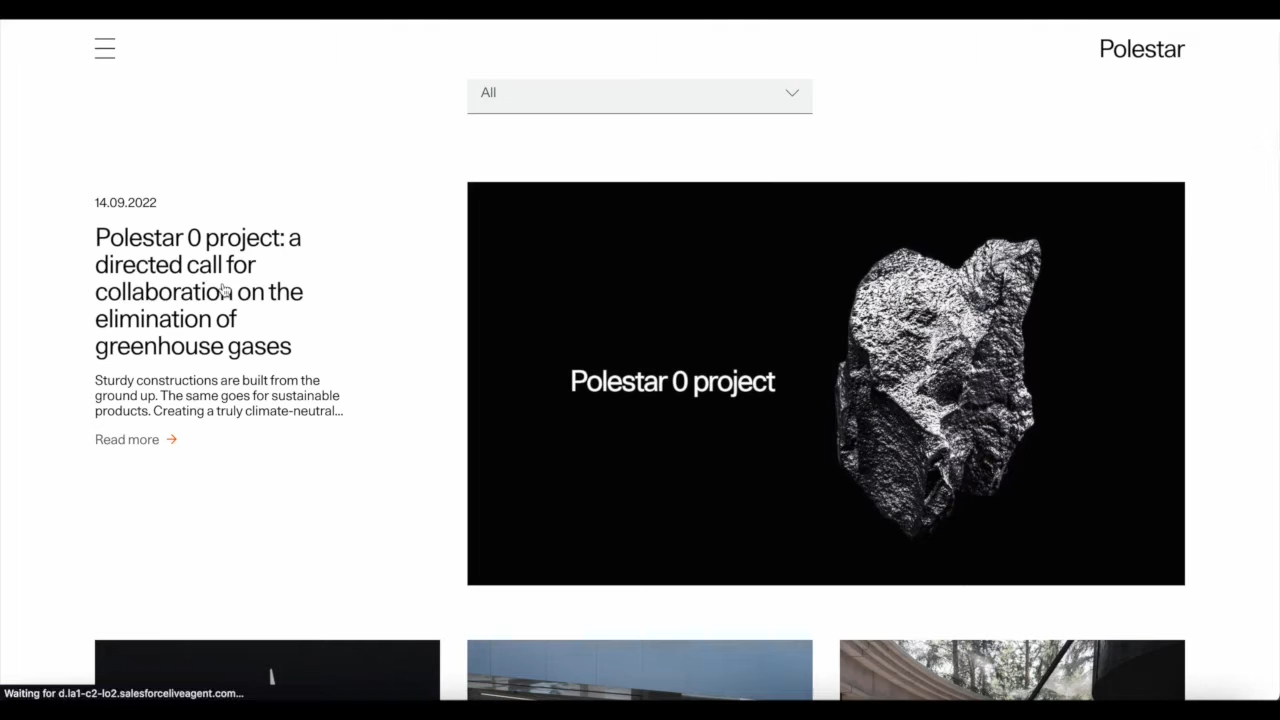 Polestar
All
14.09.2022
Polestar 0 project: a
directed call for
collaboration on the
elimination of
greenhouse gases
Sturdy constructions are built from the
ground up. The same goes for sustainable
products. Creating a truly climate-neutral...
Read more
Polestar 0 project
Waiting for d.la1-c2-lo2.salesforceliveagent.com...